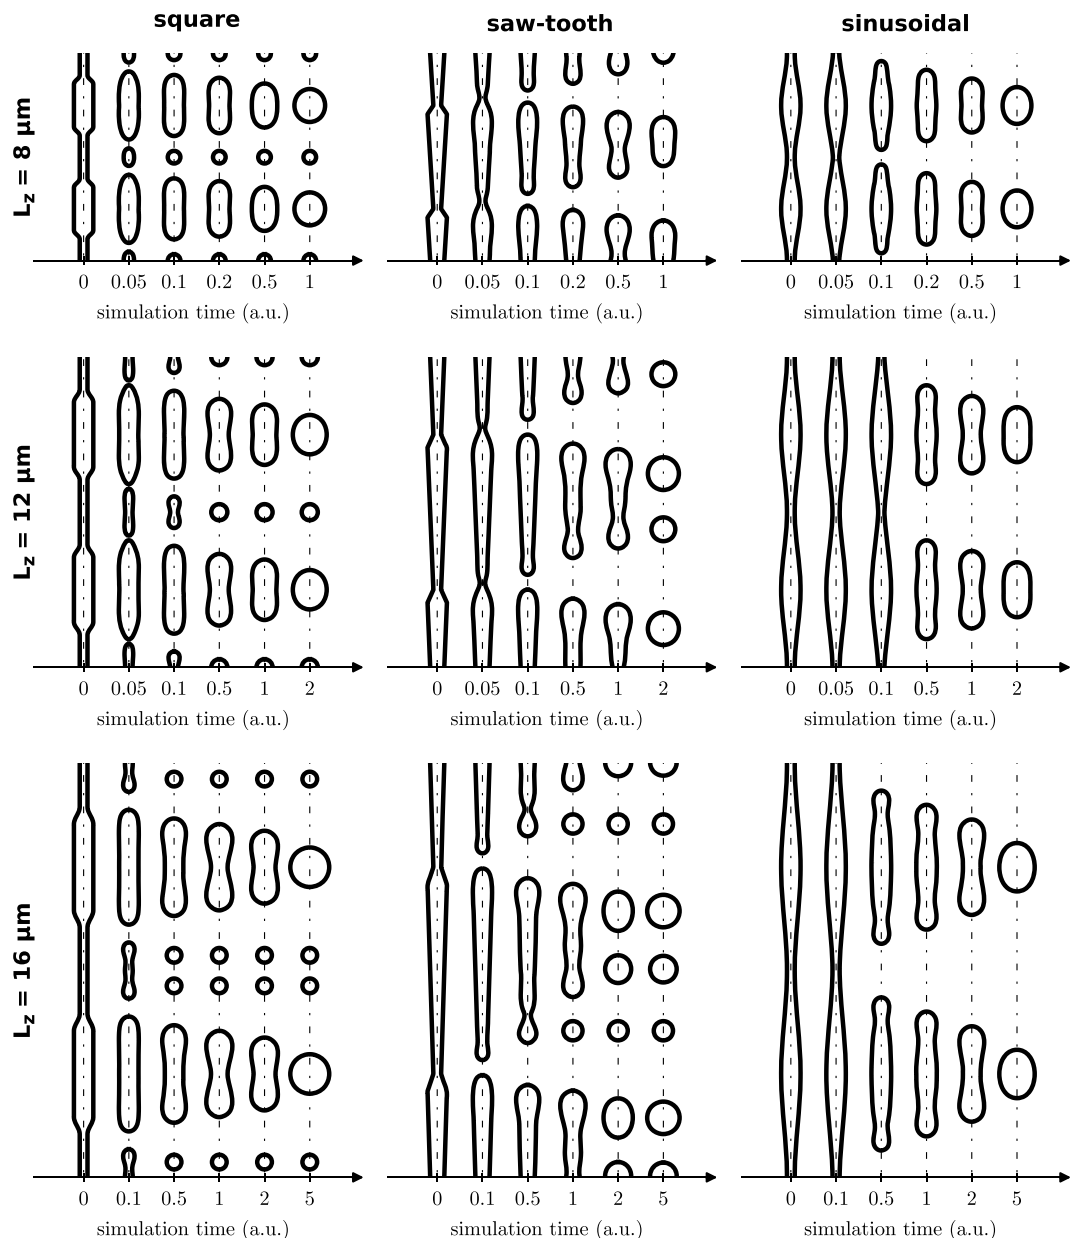 square saw-tooth sinusoidal
L_z = 8 µm
0 0.05 0.1 0.2 0.5 1
simulation time (a.u.)
0 0.05 0.1 0.2 0.5 1
simulation time (a.u.)
0 0.05 0.1 0.2 0.5 1
simulation time (a.u.)
L_z = 12 µm
0 0.05 0.1 0.5 1 2
simulation time (a.u.)
0 0.05 0.1 0.5 1 2
simulation time (a.u.)
0 0.05 0.1 0.5 1 2
simulation time (a.u.)
L_z = 16 µm
0 0.1 0.5 1 2 5
simulation time (a.u.)
0 0.1 0.5 1 2 5
simulation time (a.u.)
0 0.1 0.5 1 2 5
simulation time (a.u.)